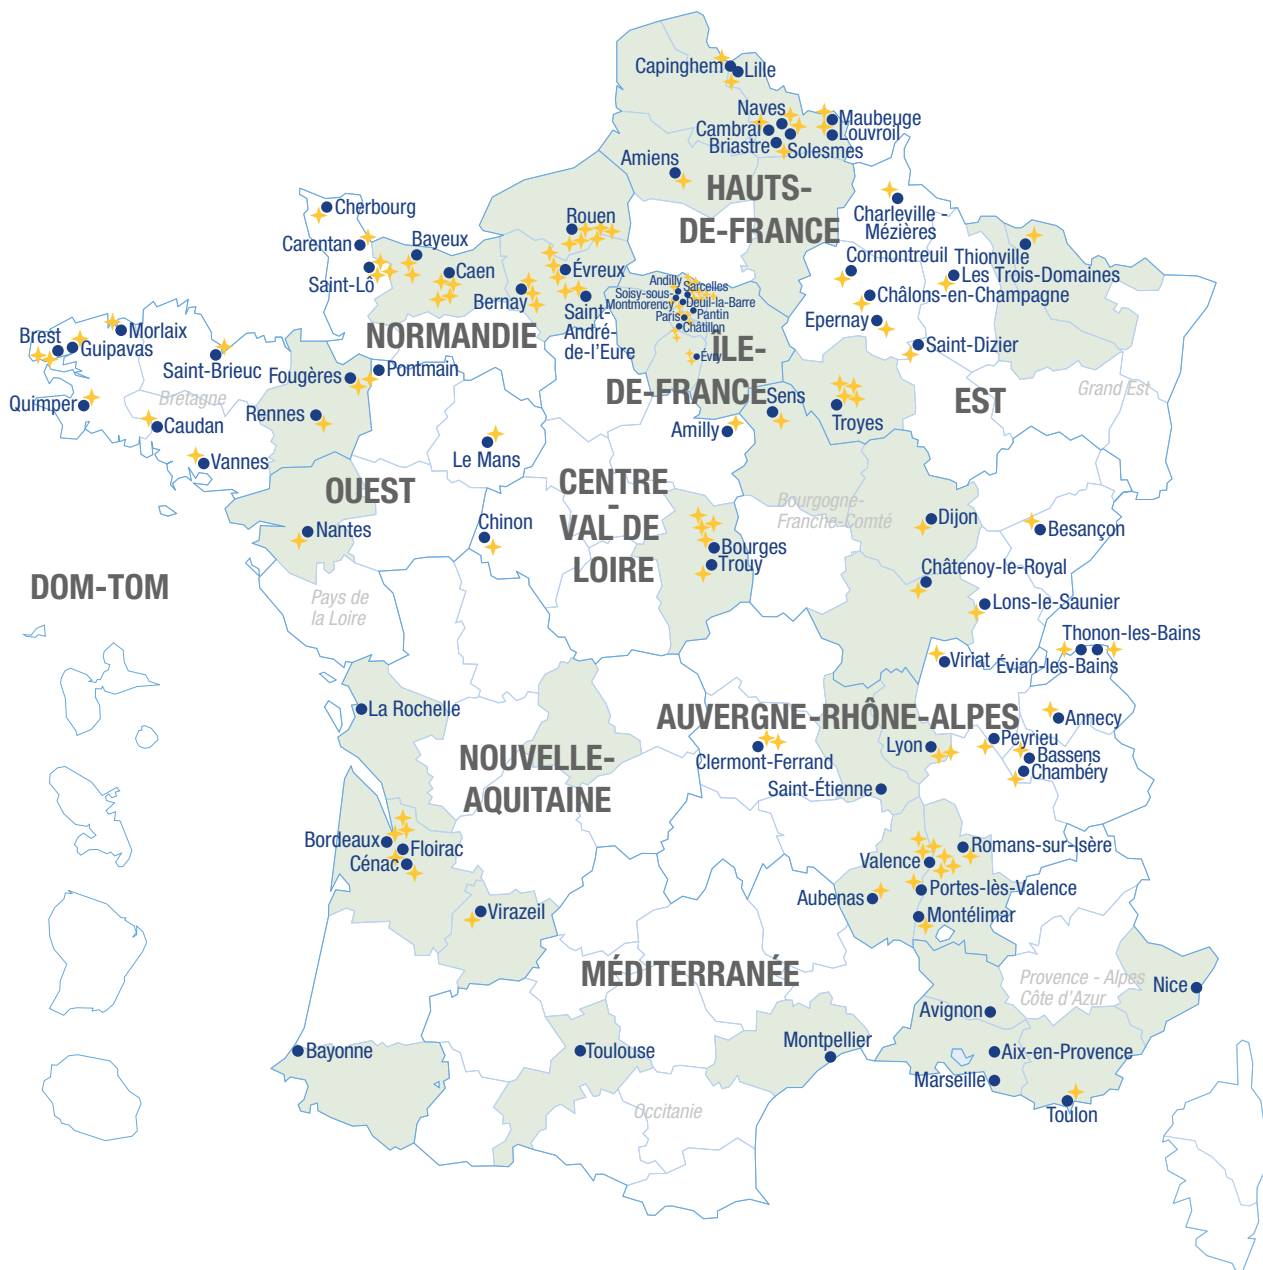 Capinghem
Lille
Naves
Maubeuge
Cambrai
Louvroil
Briastre
Solesmes
Amiens
HAUTS-
DE-FRANCE
Charleville -
Mézières
Cherbourg
Rouen
Carentan
Bayeux
Cormontreuil
Thionville
Saint-Lô
Caen
Évreux
Les Trois-Domaines
Andilly
Sarcelles
Soisy-sous-
Montmorency
Deuil-la-Barre
Paris
Pantin
Châtillon
Évry
Bernay
Saint-
André-
de-l'Eure
Châlons-en-Champagne
Epernay
NORMANDIE
ÎLE-
DE-FRANCE
Saint-Dizier
Brest
Morlaix
Guipavas
Saint-Brieuc
Fougères
Pontmain
Bretagne
Quimper
Caudan
Rennes
Vannes
Sens
Troyes
EST
Grand Est
Amilly
Le Mans
OUEST
CENTRE
-
VAL DE
LOIRE
Bourgogne-
Franche-Comté
Nantes
Chinon
Bourges
Trouy
Dijon
Besançon
DOM-TOM
Pays de
la Loire
Châtenoy-le-Royal
Lons-le-Saunier
Thonon-les-Bains
Viriat
Évian-les-Bains
La Rochelle
AUVERGNE-RHÔNE-ALPES
Annecy
Clermont-Ferrand
Lyon
Peyrieu
Bassens
Chambéry
NOUVELLE-
AQUITAINE
Saint-Étienne
Bordeaux
Floirac
Cénac
Romans-sur-Isère
Valence
Portes-lès-Valence
Aubenas
Montélimar
Virazeil
MÉDITERRANÉE
Provence - Alpes
Côte d'Azur
Nice
Avignon
Bayonne
Toulouse
Montpellier
Aix-en-Provence
Marseille
Toulon
Occitanie